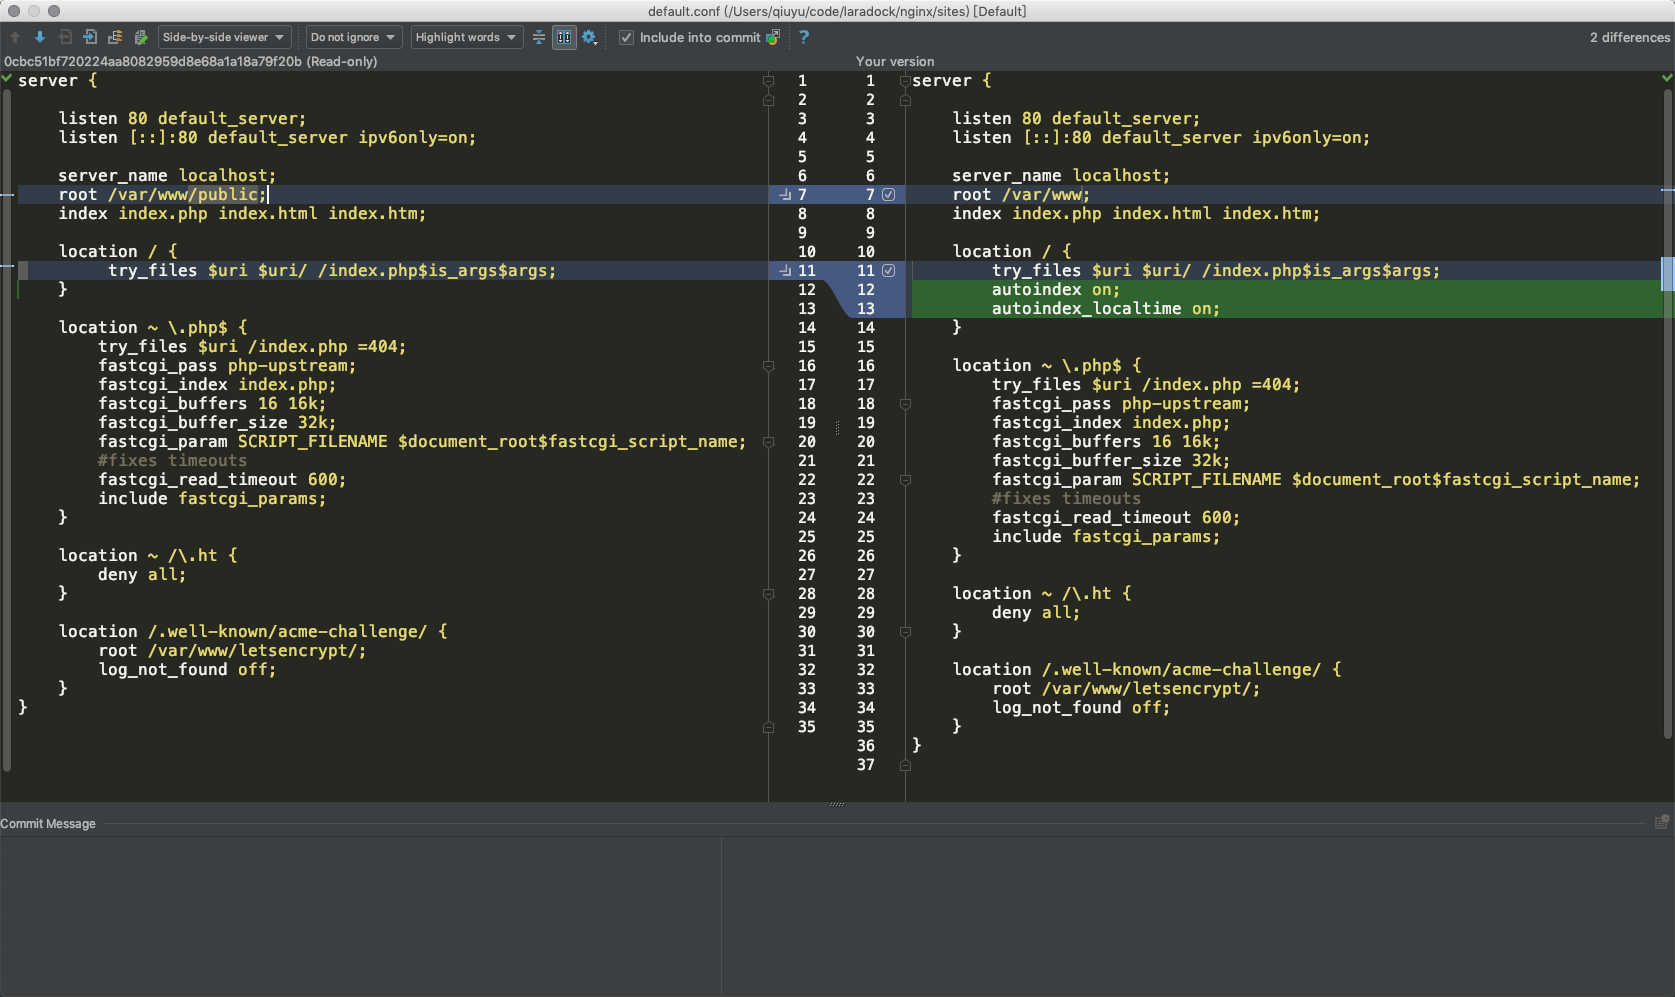 default.conf (/Users/qiuyu/code/laradock/nginx/sites) [Default]
Side-by-side viewer Do not ignore Highlight words Include into commit ? 2 differences
0cbc51bf720224aa8082959d8e68a1a18a79f20b (Read-only) Your version
server {

    listen 80 default_server;
    listen [::]:80 default_server ipv6only=on;

    server_name localhost;
    root /var/www/public;
    index index.php index.html index.htm;

    location / {
         try_files $uri $uri/ /index.php$is_args$args;
    }

    location ~ \.php$ {
        try_files $uri /index.php =404;
        fastcgi_pass php-upstream;
        fastcgi_index index.php;
        fastcgi_buffers 16 16k;
        fastcgi_buffer_size 32k;
        fastcgi_param SCRIPT_FILENAME $document_root$fastcgi_script_name;
        #fixes timeouts
        fastcgi_read_timeout 600;
        include fastcgi_params;
    }

    location ~ /\.ht {
        deny all;
    }

    location /.well-known/acme-challenge/ {
        root /var/www/letsencrypt/;
        log_not_found off;
    }
}
1 1
2 2
3 3
4 4
5 5
6 6
7 7
8 8
9 9
10 10
11 11
12 12
13 13
14 14
15 15
16 16
17 17
18 18
19 19
20 20
21 21
22 22
23 23
24 24
25 25
26 26
27 27
28 28
29 29
30 30
31 31
32 32
33 33
34 34
35 35
36
37
server {

    listen 80 default_server;
    listen [::]:80 default_server ipv6only=on;

    server_name localhost;
    root /var/www;
    index index.php index.html index.htm;

    location / {
        try_files $uri $uri/ /index.php$is_args$args;
        autoindex on;
        autoindex_localtime on;
    }

    location ~ \.php$ {
        try_files $uri /index.php =404;
        fastcgi_pass php-upstream;
        fastcgi_index index.php;
        fastcgi_buffers 16 16k;
        fastcgi_buffer_size 32k;
        fastcgi_param SCRIPT_FILENAME $document_root$fastcgi_script_name;
        #fixes timeouts
        fastcgi_read_timeout 600;
        include fastcgi_params;
    }

    location ~ /\.ht {
        deny all;
    }

    location /.well-known/acme-challenge/ {
        root /var/www/letsencrypt/;
        log_not_found off;
    }
}
Commit Message